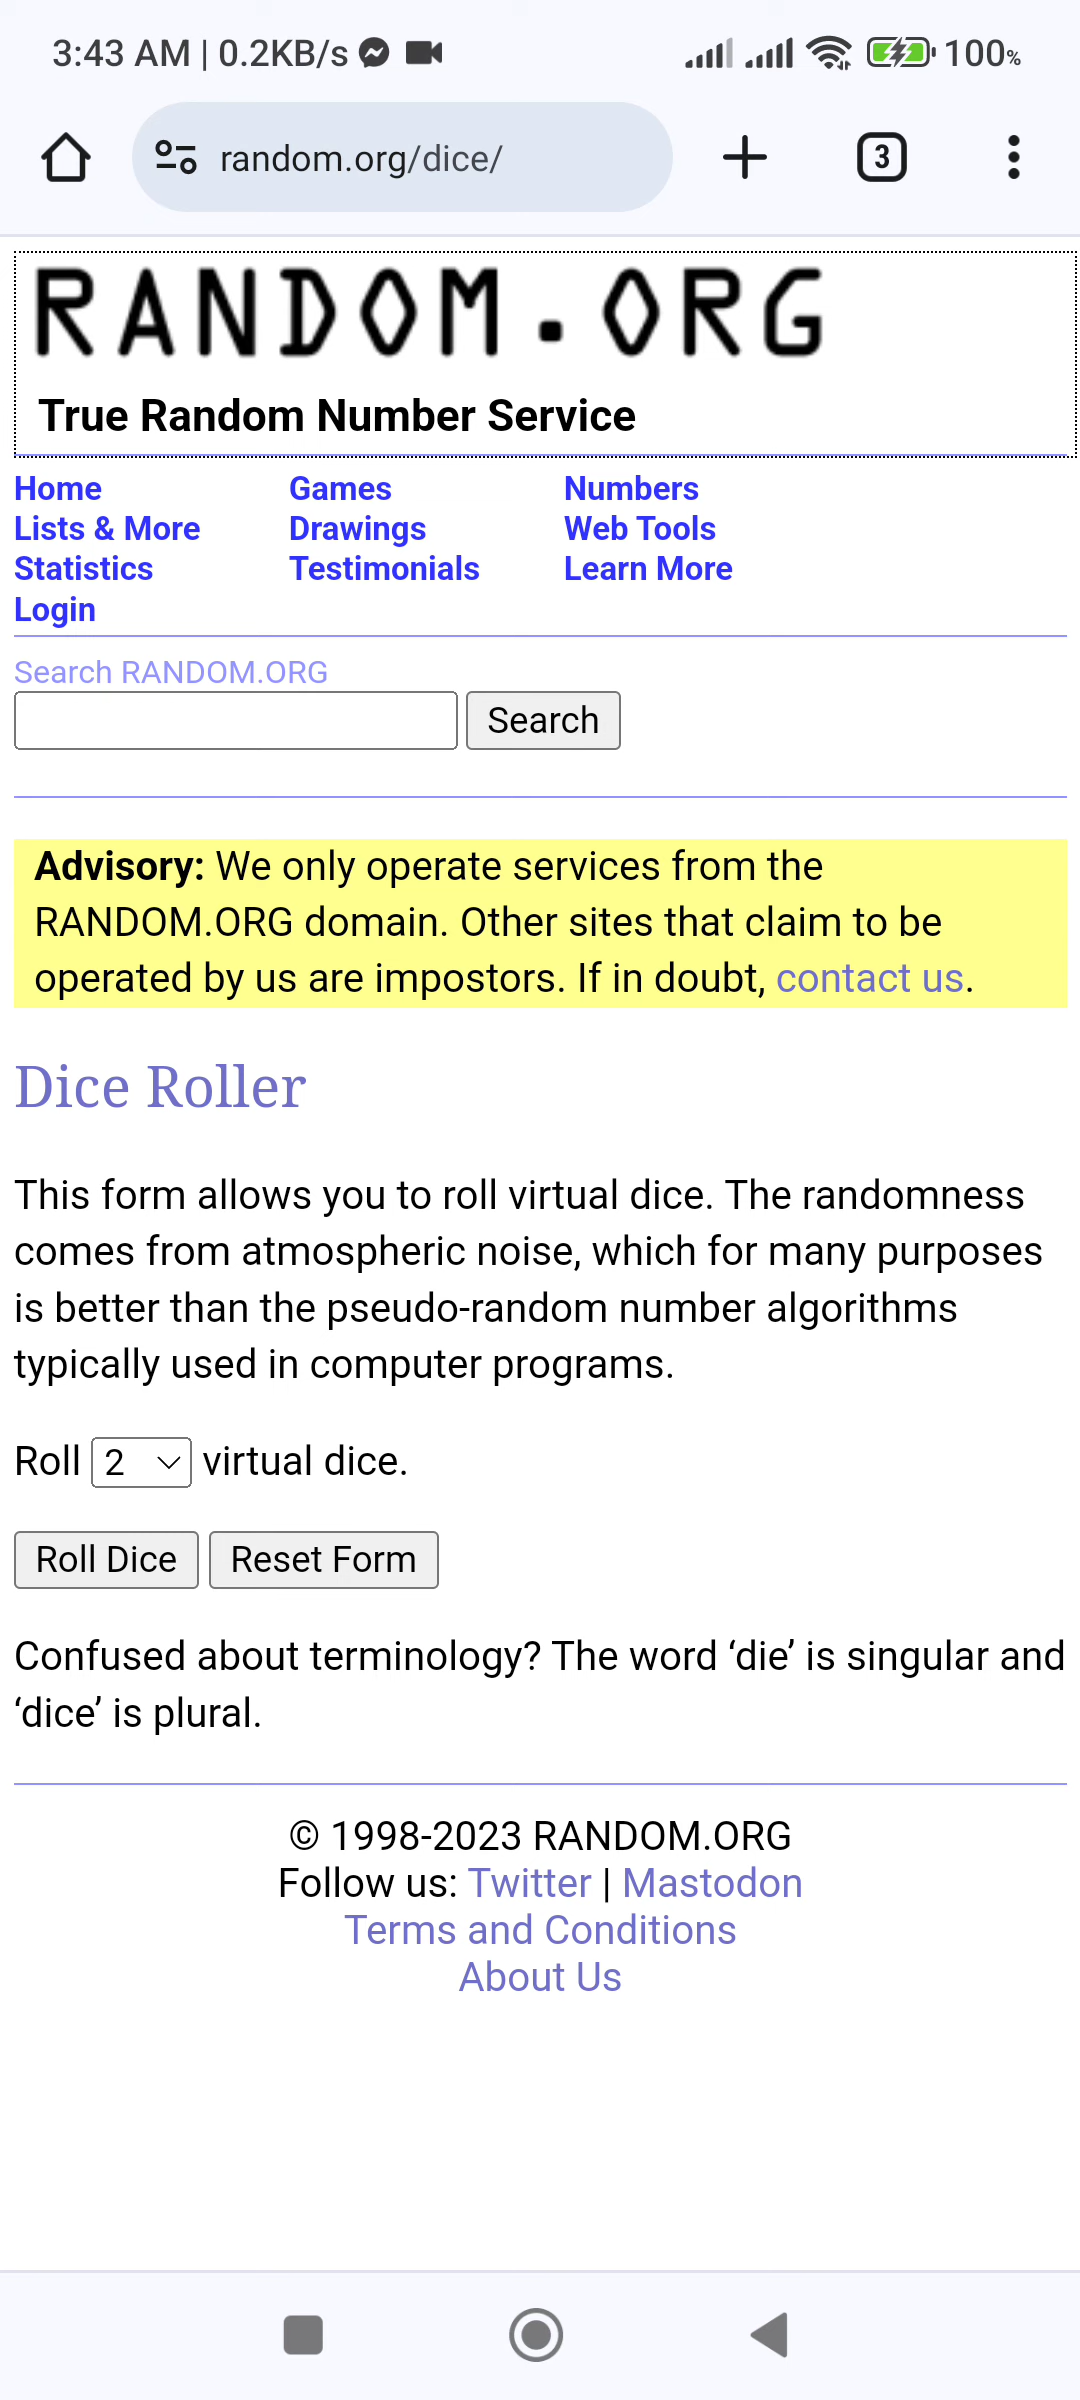 3:43 AM | 0.2KB/s 100%
random.org/dice/ 3
RANDOM.ORG
True Random Number Service
Home Games Numbers
Lists & More Drawings Web Tools
Statistics Testimonials Learn More
Login
Search RANDOM.ORG
Search
Advisory: We only operate services from the
RANDOM.ORG domain. Other sites that claim to be
operated by us are impostors. If in doubt, contact us.
Dice Roller
This form allows you to roll virtual dice. The randomness
comes from atmospheric noise, which for many purposes
is better than the pseudo-random number algorithms
typically used in computer programs.
Roll 2 virtual dice.
Roll Dice Reset Form
Confused about terminology? The word ‘die’ is singular and
‘dice’ is plural.
© 1998-2023 RANDOM.ORG
Follow us: Twitter | Mastodon
Terms and Conditions
About Us